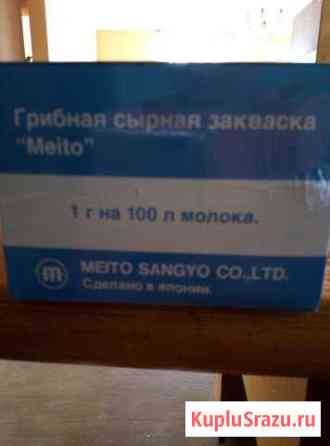 Грибная сырная закваска
"Meito"
1 г на 100 л молока.
m
MEITO SANGYO CO.,LTD.
Сделано в японии.
KupluSrazu.ru